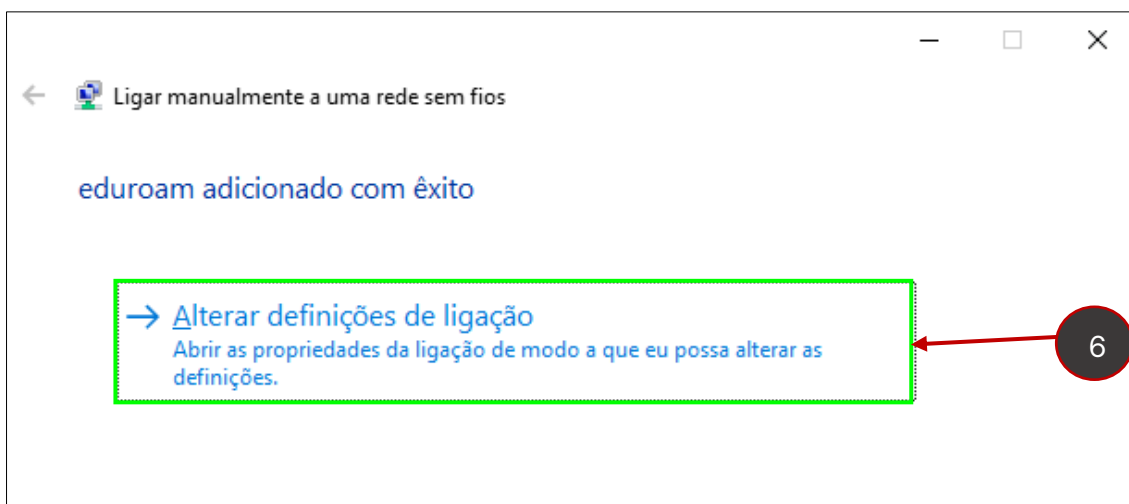 Ligar manualmente a uma rede sem fios
eduroam adicionado com êxito
Alterar definições de ligação
Abrir as propriedades da ligação de modo a que eu possa alterar as
definições.
6